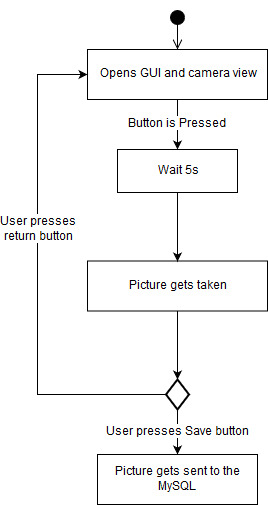 Opens GUI and camera view
Button is Pressed
Wait 5s
User presses
return button
Picture gets taken
User presses Save button
Picture gets sent to the
MySQL